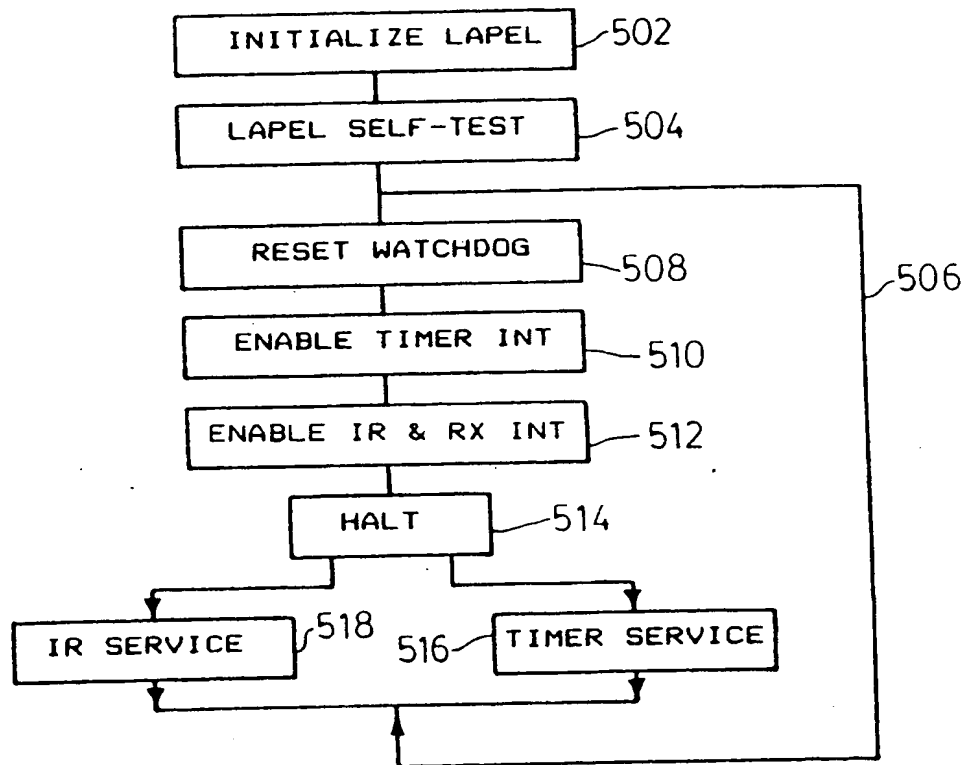 INITIALIZE LAPEL 502
LAPEL SELF-TEST 504
RESET WATCHDOG 508
506
ENABLE TIMER INT 510
ENABLE IR & RX INT 512
HALT 514
IR SERVICE 518
516 TIMER SERVICE